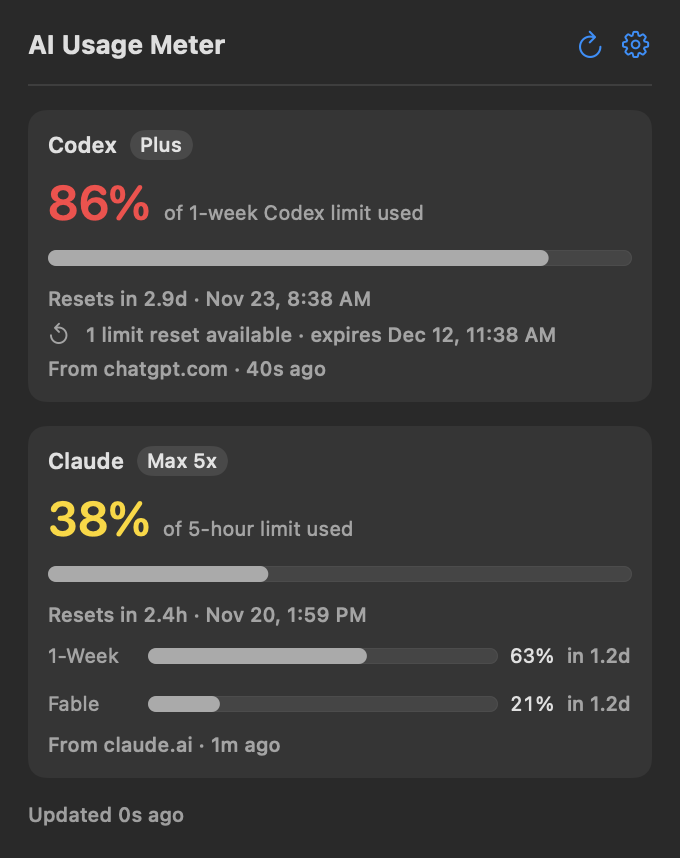 AI Usage Meter
Codex Plus
86% of 1-week Codex limit used
Resets in 2.9d · Nov 23, 8:38 AM
1 limit reset available · expires Dec 12, 11:38 AM
From chatgpt.com · 40s ago
Claude Max 5x
38% of 5-hour limit used
Resets in 2.4h · Nov 20, 1:59 PM
1-Week 63% in 1.2d
Fable 21% in 1.2d
From claude.ai · 1m ago
Updated 0s ago